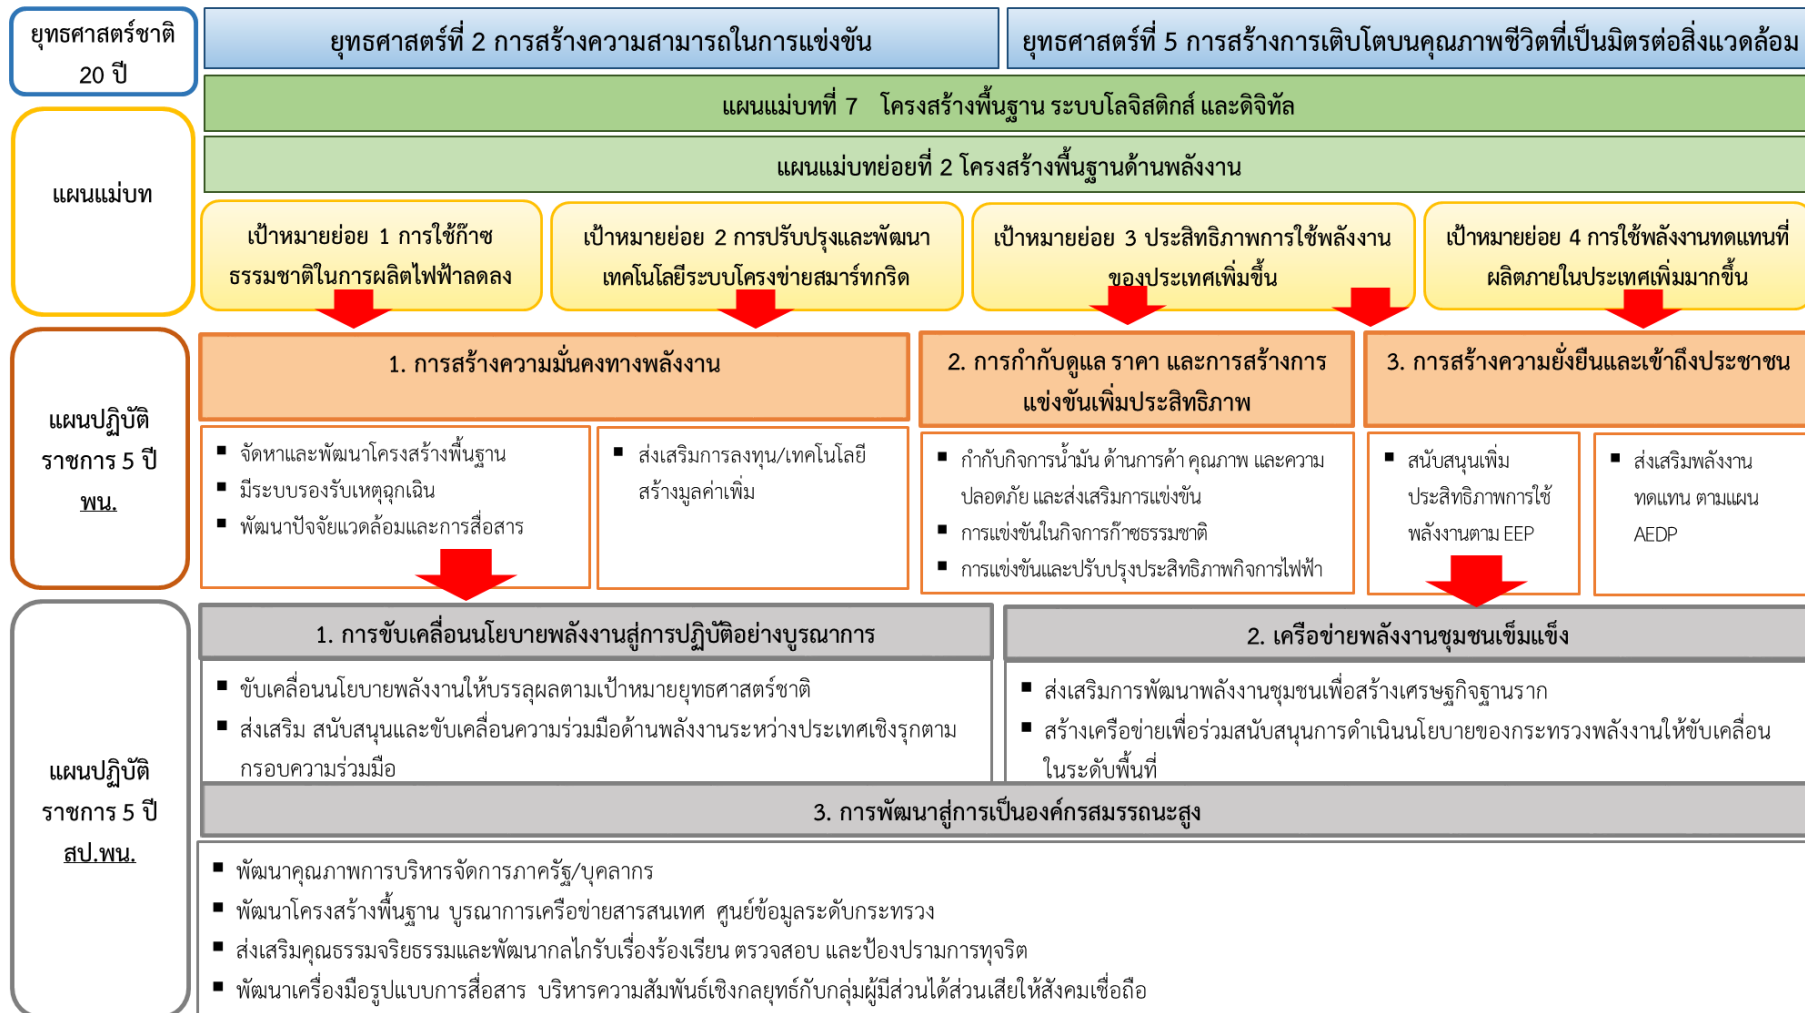 ยุทธศาสตร์ชาติ
20 ปี
ยุทธศาสตร์ที่ 2 การสร้างความสามารถในการแข่งขัน
ยุทธศาสตร์ที่ 5 การสร้างการเติบโตบนคุณภาพชีวิตที่เป็นมิตรต่อสิ่งแวดล้อม
แผนแม่บท
แผนแม่บทที่ 7 โครงสร้างพื้นฐาน ระบบโลจิสติกส์ และดิจิทัล
แผนแม่บทย่อยที่ 2 โครงสร้างพื้นฐานด้านพลังงาน
เป้าหมายย่อย 1 การใช้ก๊าซ
ธรรมชาติในการผลิตไฟฟ้าลดลง
เป้าหมายย่อย 2 การปรับปรุงและพัฒนา
เทคโนโลยีระบบโครงข่ายสมาร์ทกริด
เป้าหมายย่อย 3 ประสิทธิภาพการใช้พลังงาน
ของประเทศเพิ่มขึ้น
เป้าหมายย่อย 4 การใช้พลังงานทดแทนที่
ผลิตภายในประเทศเพิ่มมากขึ้น
แผนปฏิบัติ
ราชการ 5 ปี
พน.
1. การสร้างความมั่นคงทางพลังงาน
▪ จัดหาและพัฒนาโครงสร้างพื้นฐาน
▪ มีระบบรองรับเหตุฉุกเฉิน
▪ พัฒนาปัจจัยแวดล้อมและการสื่อสาร
▪ ส่งเสริมการลงทุน/เทคโนโลยี
สร้างมูลค่าเพิ่ม
2. การกำกับดูแล ราคา และการสร้างการ
แข่งขันเพิ่มประสิทธิภาพ
▪ กำกับกิจการน้ำมัน ด้านการค้า คุณภาพ และความ
ปลอดภัย และส่งเสริมการแข่งขัน
▪ การแข่งขันในกิจการก๊าซธรรมชาติ
▪ การแข่งขันและปรับปรุงประสิทธิภาพกิจการไฟฟ้า
3. การสร้างความยั่งยืนและเข้าถึงประชาชน
▪ สนับสนุนเพิ่ม
ประสิทธิภาพการใช้
พลังงานตาม EEP
▪ ส่งเสริมพลังงาน
ทดแทน ตามแผน
AEDP
แผนปฏิบัติ
ราชการ 5 ปี
สป.พน.
1. การขับเคลื่อนนโยบายพลังงานสู่การปฏิบัติอย่างบูรณาการ
▪ ขับเคลื่อนนโยบายพลังงานให้บรรลุผลตามเป้าหมายยุทธศาสตร์ชาติ
▪ ส่งเสริม สนับสนุนและขับเคลื่อนความร่วมมือด้านพลังงานระหว่างประเทศเชิงรุกตาม
กรอบความร่วมมือ
2. เครือข่ายพลังงานชุมชนเข็มแข็ง
▪ ส่งเสริมการพัฒนาพลังงานชุมชนเพื่อสร้างเศรษฐกิจฐานราก
▪ สร้างเครือข่ายเพื่อร่วมสนับสนุนการดำเนินนโยบายของกระทรวงพลังงานให้ขับเคลื่อน
ในระดับพื้นที่
3. การพัฒนาสู่การเป็นองค์กรสมรรถนะสูง
▪ พัฒนาคุณภาพการบริหารจัดการภาครัฐ/บุคลากร
▪ พัฒนาโครงสร้างพื้นฐาน บูรณาการเครือข่ายสารสนเทศ ศูนย์ข้อมูลระดับกระทรวง
▪ ส่งเสริมคุณธรรมจริยธรรมและพัฒนากลไกรับเรื่องร้องเรียน ตรวจสอบ และป้องปรามการทุจริต
▪ พัฒนาเครื่องมือรูปแบบการสื่อสาร บริหารความสัมพันธ์เชิงกลยุทธ์กับกลุ่มผู้มีส่วนได้ส่วนเสียให้สังคมเชื่อถือ